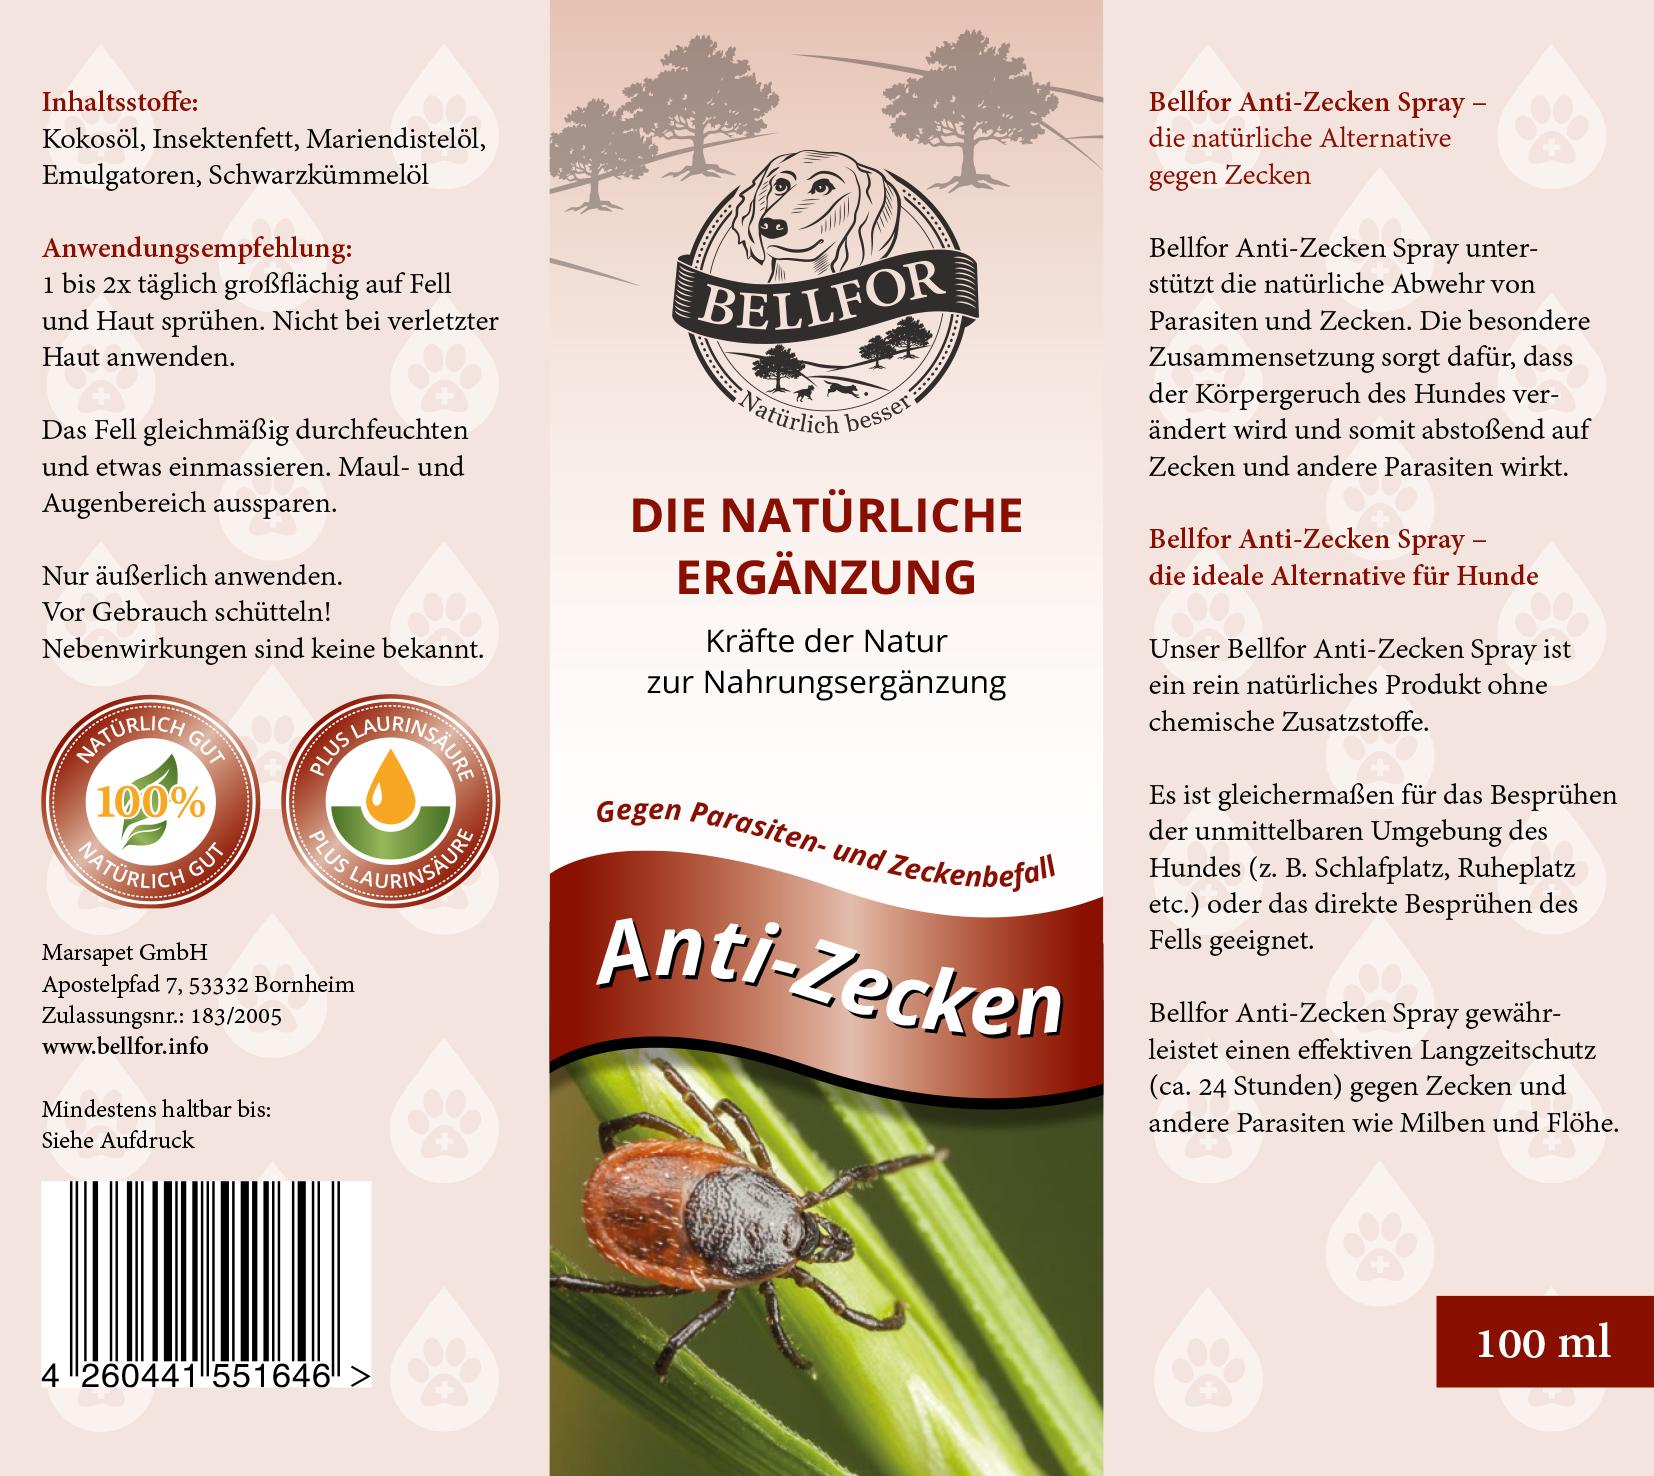 Inhaltsstoffe:
Kokosöl, Insektenfett, Mariendistelöl,
Emulgatoren, Schwarzkümmelöl
Anwendungsempfehlung:
1 bis 2x täglich großflächig auf Fell
und Haut sprühen. Nicht bei verletzter
Haut anwenden.
Das Fell gleichmäßig durchfeuchten
und etwas einmassieren. Maul- und
Augenbereich aussparen.
Nur äußerlich anwenden.
Vor Gebrauch schütteln!
Nebenwirkungen sind keine bekannt.
NATÜRLICH GUT
100%
NATÜRLICH GUT
PLUS LAURINSÄURE
PLUS LAURINSÄURE
Marsapet GmbH
Apostelpfad 7, 53332 Bornheim
Zulassungsnr.: 183/2005
www.bellfor.info
Mindestens haltbar bis:
Siehe Aufdruck
4 260441 551646 >
BELLFOR
Natürlich besser
DIE NATÜRLICHE
ERGÄNZUNG
Kräfte der Natur
zur Nahrungsergänzung
Gegen Parasiten- und Zeckenbefall
Anti-Zecken
Bellfor Anti-Zecken Spray –
die natürliche Alternative
gegen Zecken
Bellfor Anti-Zecken Spray unter-
stützt die natürliche Abwehr von
Parasiten und Zecken. Die besondere
Zusammensetzung sorgt dafür, dass
der Körpergeruch des Hundes ver-
ändert wird und somit abstoßend auf
Zecken und andere Parasiten wirkt.
Bellfor Anti-Zecken Spray –
die ideale Alternative für Hunde
Unser Bellfor Anti-Zecken Spray ist
ein rein natürliches Produkt ohne
chemische Zusatzstoffe.
Es ist gleichermaßen für das Besprühen
der unmittelbaren Umgebung des
Hundes (z. B. Schlafplatz, Ruheplatz
etc.) oder das direkte Besprühen des
Fells geeignet.
Bellfor Anti-Zecken Spray gewähr-
leistet einen effektiven Langzeitschutz
(ca. 24 Stunden) gegen Zecken und
andere Parasiten wie Milben und Flöhe.
100 ml